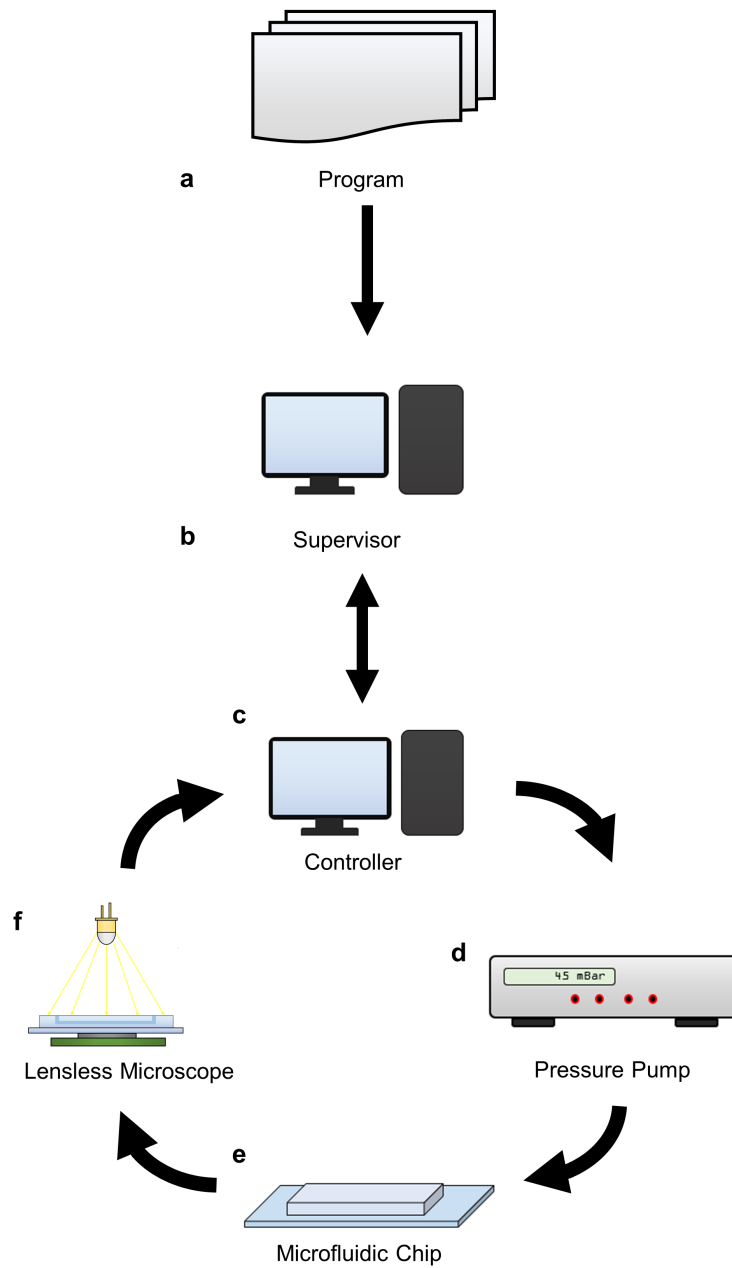 a
Program
b
Supervisor
c
Controller
f
d
45 mBar
Lensless Microscope
Pressure Pump
e
Microfluidic Chip